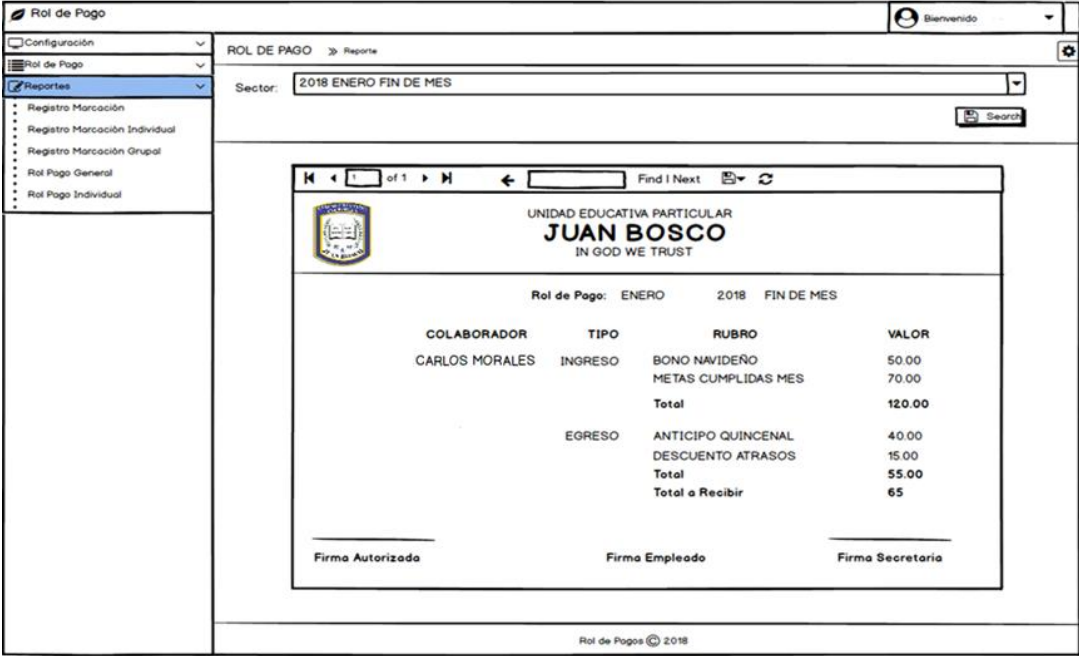 Rol de Pago
Bienvenido
Configuración
Rol de Pago
Reportes
Registro Marcación
Registro Marcación Individual
Registro Marcación Grupal
Rol Pago General
Rol Pago Individual
ROL DE PAGO >> Reporte
Sector: 2018 ENERO FIN DE MES
Search
1 of 1 Find | Next
UNIDAD EDUCATIVA PARTICULAR
JUAN BOSCO
IN GOD WE TRUST
Rol de Pago: ENERO 2018 FIN DE MES
COLABORADOR TIPO RUBRO VALOR
CARLOS MORALES INGRESO BONO NAVIDEÑO 50.00
METAS CUMPLIDAS MES 70.00
Total 120.00
EGRESO ANTICIPO QUINCENAL 40.00
DESCUENTO ATRASOS 15.00
Total 55.00
Total a Recibir 65
Firma Autorizada Firma Empleado Firma Secretaria
Rol de Pagos © 2018